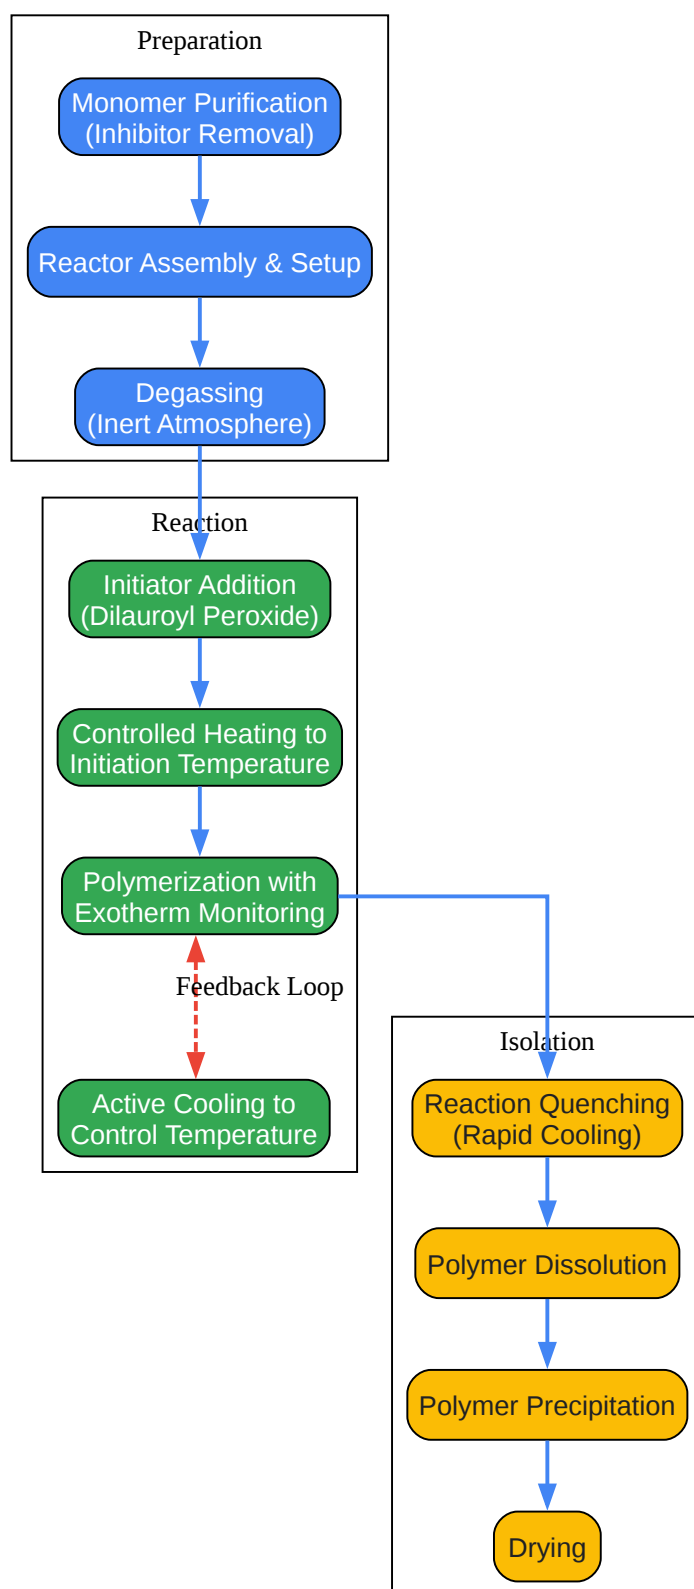 Preparation
Monomer Purification
(Inhibitor Removal)
Reactor Assembly & Setup
Degassing
(Inert Atmosphere)
Reaction
Initiator Addition
(Dilauroyl Peroxide)
Controlled Heating to
Initiation Temperature
Polymerization with
Exotherm Monitoring
Feedback Loop
Active Cooling to
Control Temperature
Isolation
Reaction Quenching
(Rapid Cooling)
Polymer Dissolution
Polymer Precipitation
Drying